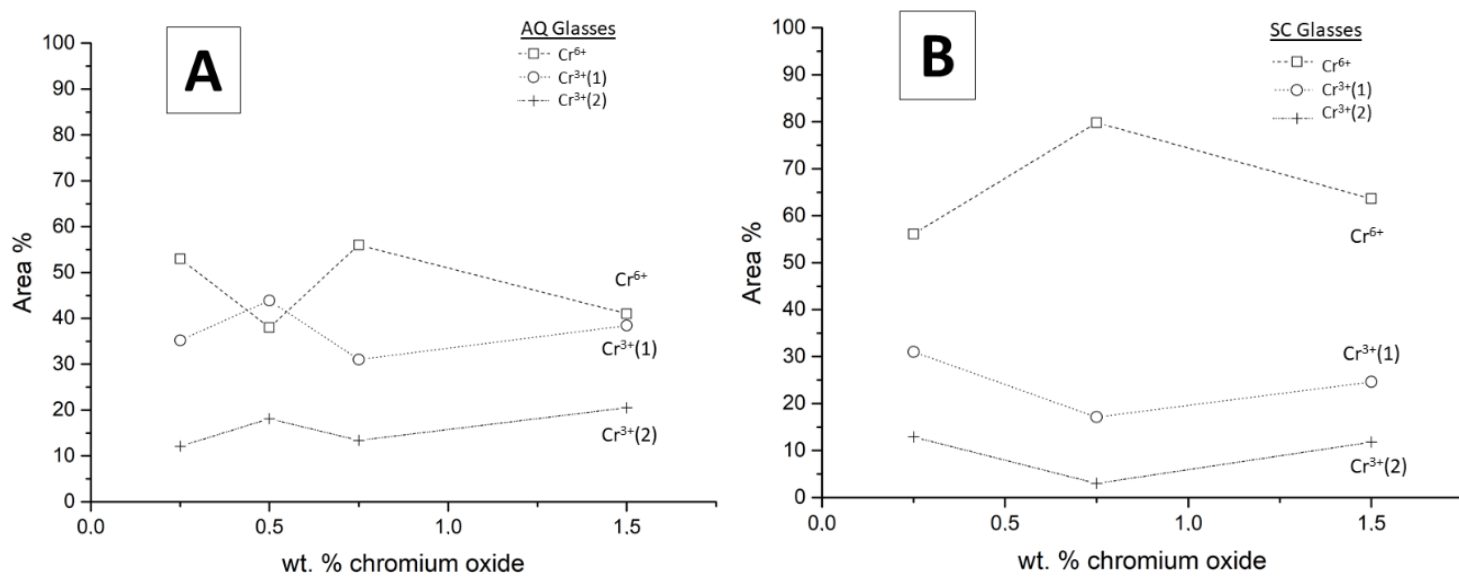 A
AQ Glasses
Cr⁶⁺
Cr³⁺(1)
Cr³⁺(2)
100
90
80
70
60
50
40
30
20
10
0
Area %
Cr⁶⁺
Cr³⁺(1)
Cr³⁺(2)
0.0 0.5 1.0 1.5
wt. % chromium oxide
B
SC Glasses
Cr⁶⁺
Cr³⁺(1)
Cr³⁺(2)
100
90
80
70
60
50
40
30
20
10
0
Area %
Cr⁶⁺
Cr³⁺(1)
Cr³⁺(2)
0.0 0.5 1.0 1.5
wt. % chromium oxide